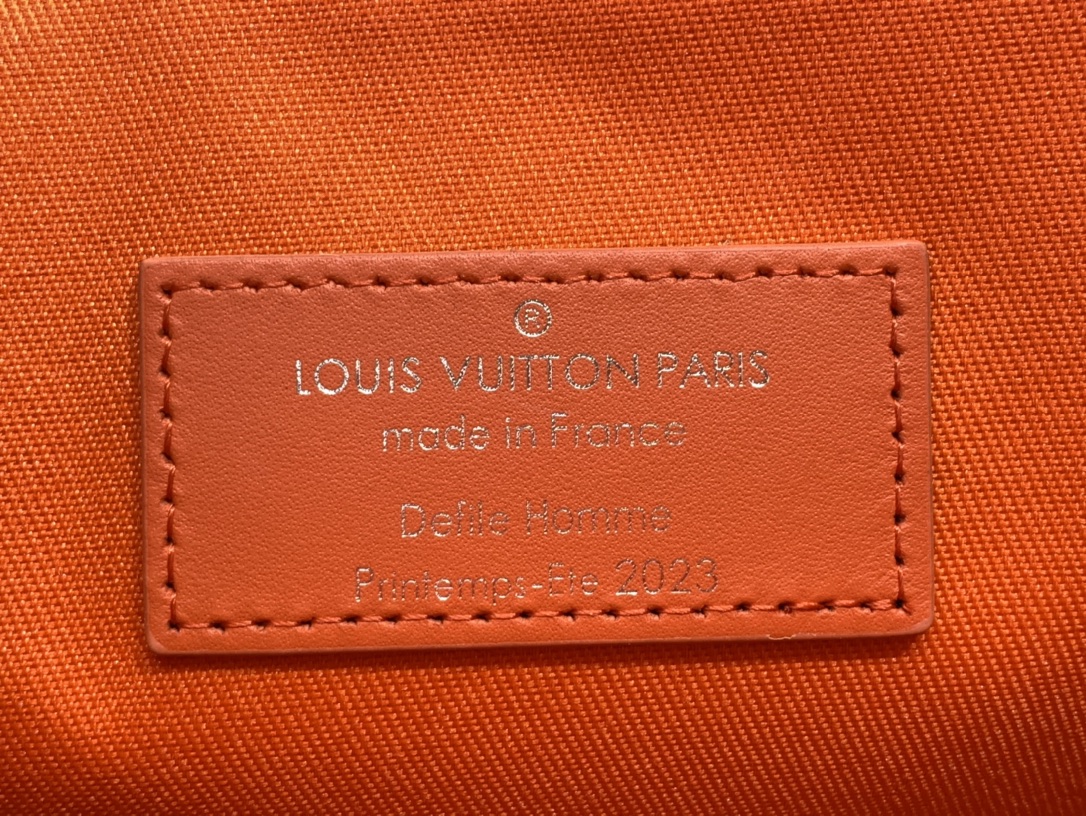 ®
LOUIS VUITTON PARIS
made in France
Defile Homme
Printemps-Ete 2023